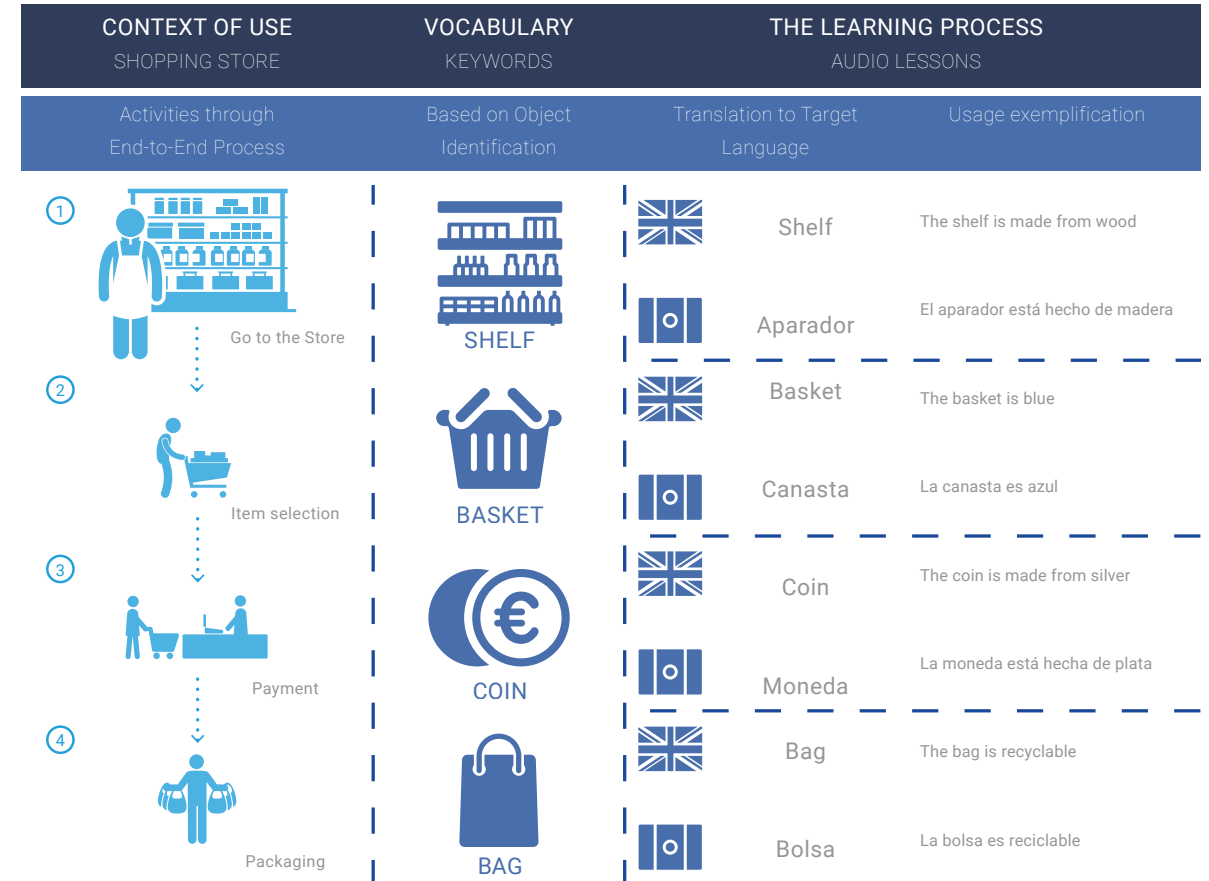 CONTEXT OF USE
SHOPPING STORE
VOCABULARY
KEYWORDS
THE LEARNING PROCESS
AUDIO LESSONS
Activities through
End-to-End Process
Based on Object
Identification
Translation to Target
Language
Usage exemplification
1
Go to the Store
SHELF
Shelf
The shelf is made from wood
Aparador
El aparador está hecho de madera
2
Item selection
BASKET
Basket
The basket is blue
Canasta
La canasta es azul
3
Payment
€
COIN
Coin
The coin is made from silver
Moneda
La moneda está hecha de plata
4
Packaging
BAG
Bag
The bag is recyclable
Bolsa
La bolsa es reciclable